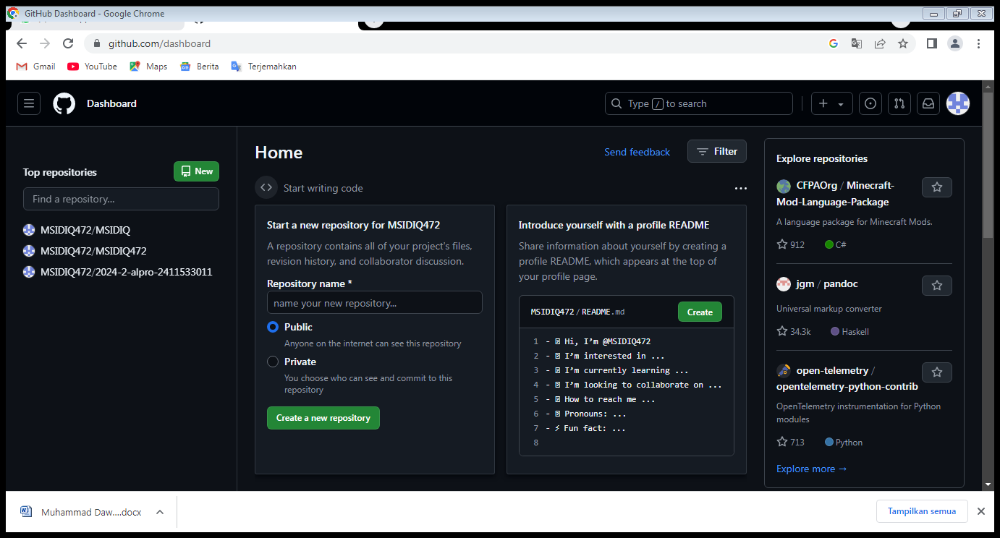 GitHub Dashboard - Google Chrome
github.com/dashboard
Gmail
YouTube
Maps
Berita
Terjemahkan
Dashboard
Type / to search
Top repositories
New
Find a repository...
MSIDIQ472/MSIDIQ
MSIDIQ472/MSIDIQ472
MSIDIQ472/2024-2-alpro-2411533011
Home
Send feedback
Filter
Start writing code
Start a new repository for MSIDIQ472
A repository contains all of your project's files,
revision history, and collaborator discussion.
Repository name *
name your new repository...
Public
Anyone on the internet can see this repository
Private
You choose who can see and commit to this
repository
Create a new repository
Introduce yourself with a profile README
Share information about yourself by creating a
profile README, which appears at the top of
your profile page.
MSIDIQ472/README.md
Create
1 - Hi, I’m @MSIDIQ472
2 - I’m interested in ...
3 - I’m currently learning ...
4 - I’m looking to collaborate on ...
5 - How to reach me ...
6 - Pronouns: ...
7 - ⚡ Fun fact: ...
8
Explore repositories
CFPAOrg / Minecraft-
Mod-Language-Package
A language package for Minecraft Mods.
912 C#
jgm / pandoc
Universal markup converter
34.3k Haskell
open-telemetry /
opentelemetry-python-contrib
OpenTelemetry instrumentation for Python
modules
713 Python
Explore more →
Muhammad Daw....docx
Tampilkan semua